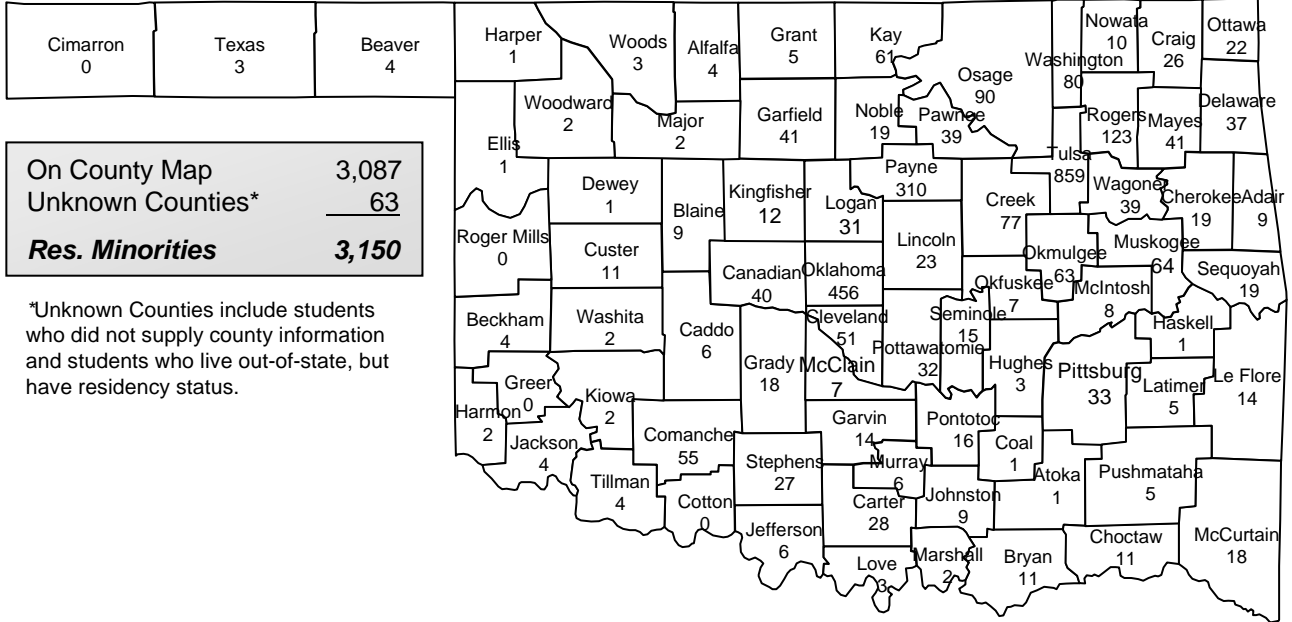 Cimarron
0
Texas
3
Beaver
4
Harper
1
Woods
3
Alfalfa
4
Grant
5
Kay
61
Osage
90
Washington
80
Nowata
10
Craig
26
Ottawa
22
Woodward
2
Major
2
Garfield
41
Noble
19
Pawnee
39
Rogers
123
Mayes
41
Delaware
37
Ellis
1
Dewey
1
Blaine
9
Kingfisher
12
Logan
31
Payne
310
Creek
77
Tulsa
859
Wagoner
39
Cherokee
19
Adair
9
Roger Mills
0
Custer
11
Canadian
40
Oklahoma
456
Lincoln
23
Okmulgee
63
Muskogee
64
Sequoyah
19
Okfuskee
7
McIntosh
8
Beckham
4
Washita
2
Caddo
6
Grady
18
Cleveland
51
McClain
7
Pottawatomie
32
Seminole
15
Hughes
3
Pittsburg
33
Haskell
1
Latimer
5
Le Flore
14
Greer
0
Harmon
2
Kiowa
2
Jackson
4
Comanche
55
Tillman
4
Cotton
0
Stephens
27
Jefferson
6
Garvin
14
Murray
6
Carter
28
Love
3
Pontotoc
16
Johnston
9
Marshall
2
Coal
1
Atoka
1
Bryan
11
Pushmataha
5
Choctaw
11
McCurtain
18
On County Map 3,087
Unknown Counties* 63
Res. Minorities 3,150
*Unknown Counties include students
who did not supply county information
and students who live out-of-state, but
have residency status.